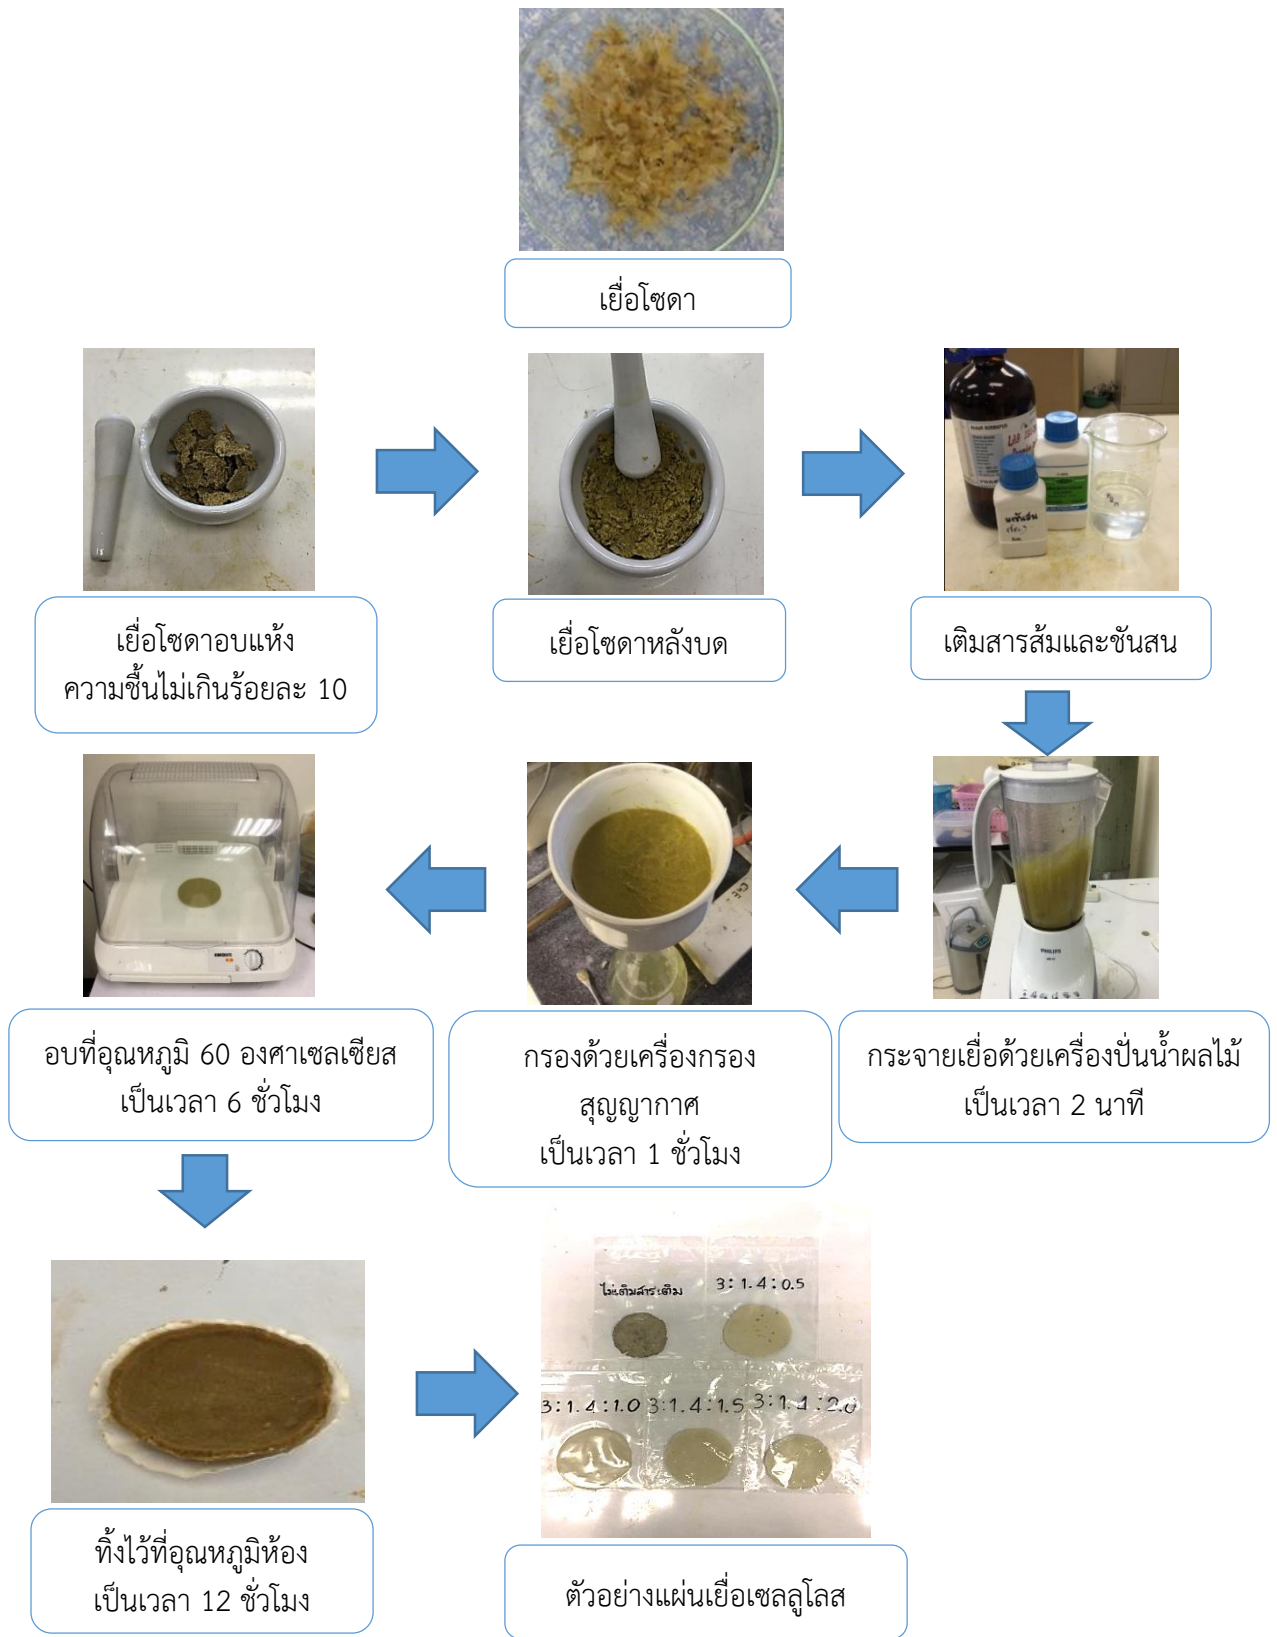 เยื่อโซดา
เยื่อโซดาอบแห้ง
ความชื้นไม่เกินร้อยละ 10
เยื่อโซดาหลังบด
เติมสารส้มและชันสน
กระจายเยื่อด้วยเครื่องปั่นน้ำผลไม้
เป็นเวลา 2 นาที
PHILIPS
กรองด้วยเครื่องกรอง
สุญญากาศ
เป็นเวลา 1 ชั่วโมง
อบที่อุณหภูมิ 60 องศาเซลเซียส
เป็นเวลา 6 ชั่วโมง
ทิ้งไว้ที่อุณหภูมิห้อง
เป็นเวลา 12 ชั่วโมง
ไม่เติมสารเติม
3:1.4:0.5
3:1.4:1.0
3:1.4:1.5
3:1.4:2.0
ตัวอย่างแผ่นเยื่อเซลลูโลส